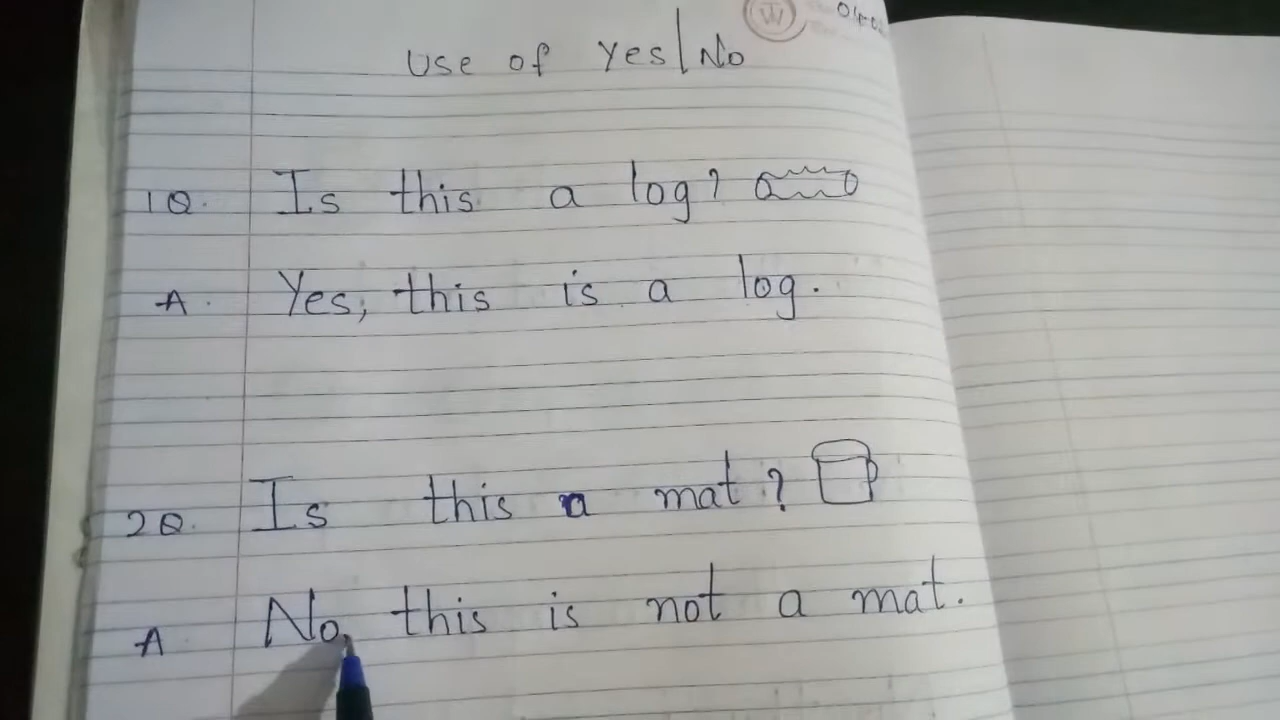 Use of Yes/No
1Q. Is this a log?
A. Yes, this is a log.
2Q. Is this a mat?
A No, this is not a mat.